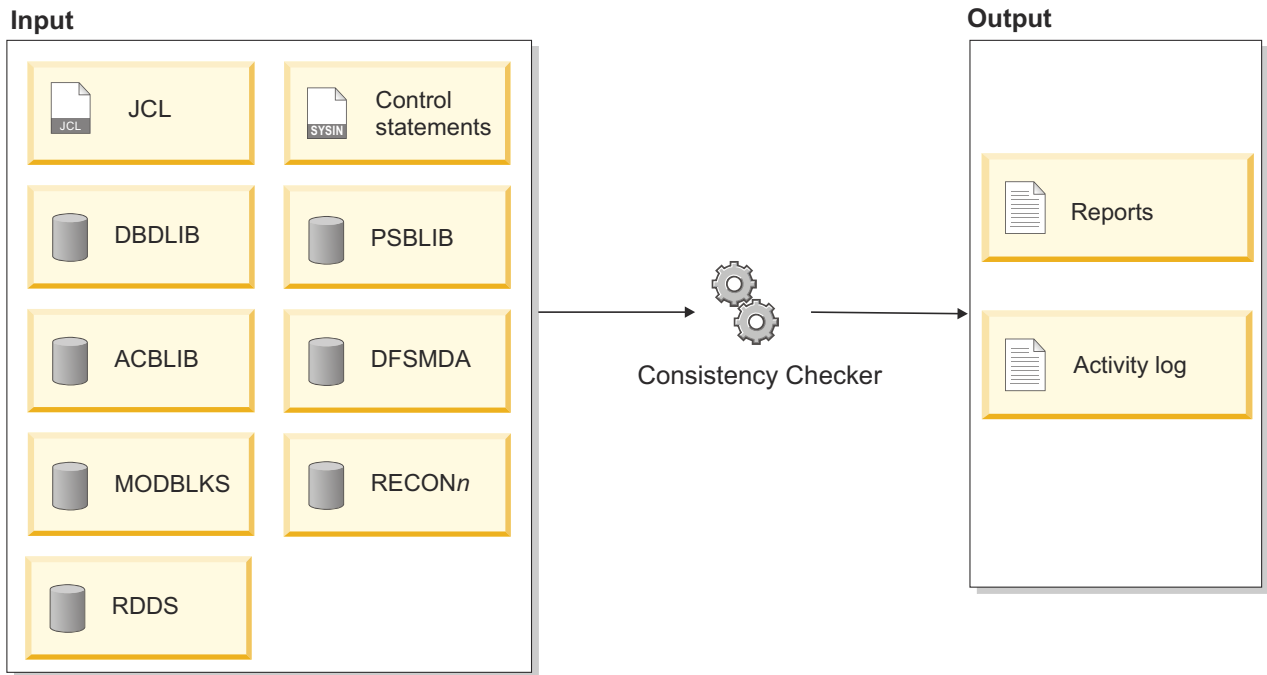 Input
JCL
JCL
SYSIN
Control
statements
DBDLIB
PSBLIB
ACBLIB
DFSMDA
MODBLKS
RECONn
RDDS
Consistency Checker
Output
Reports
Activity log